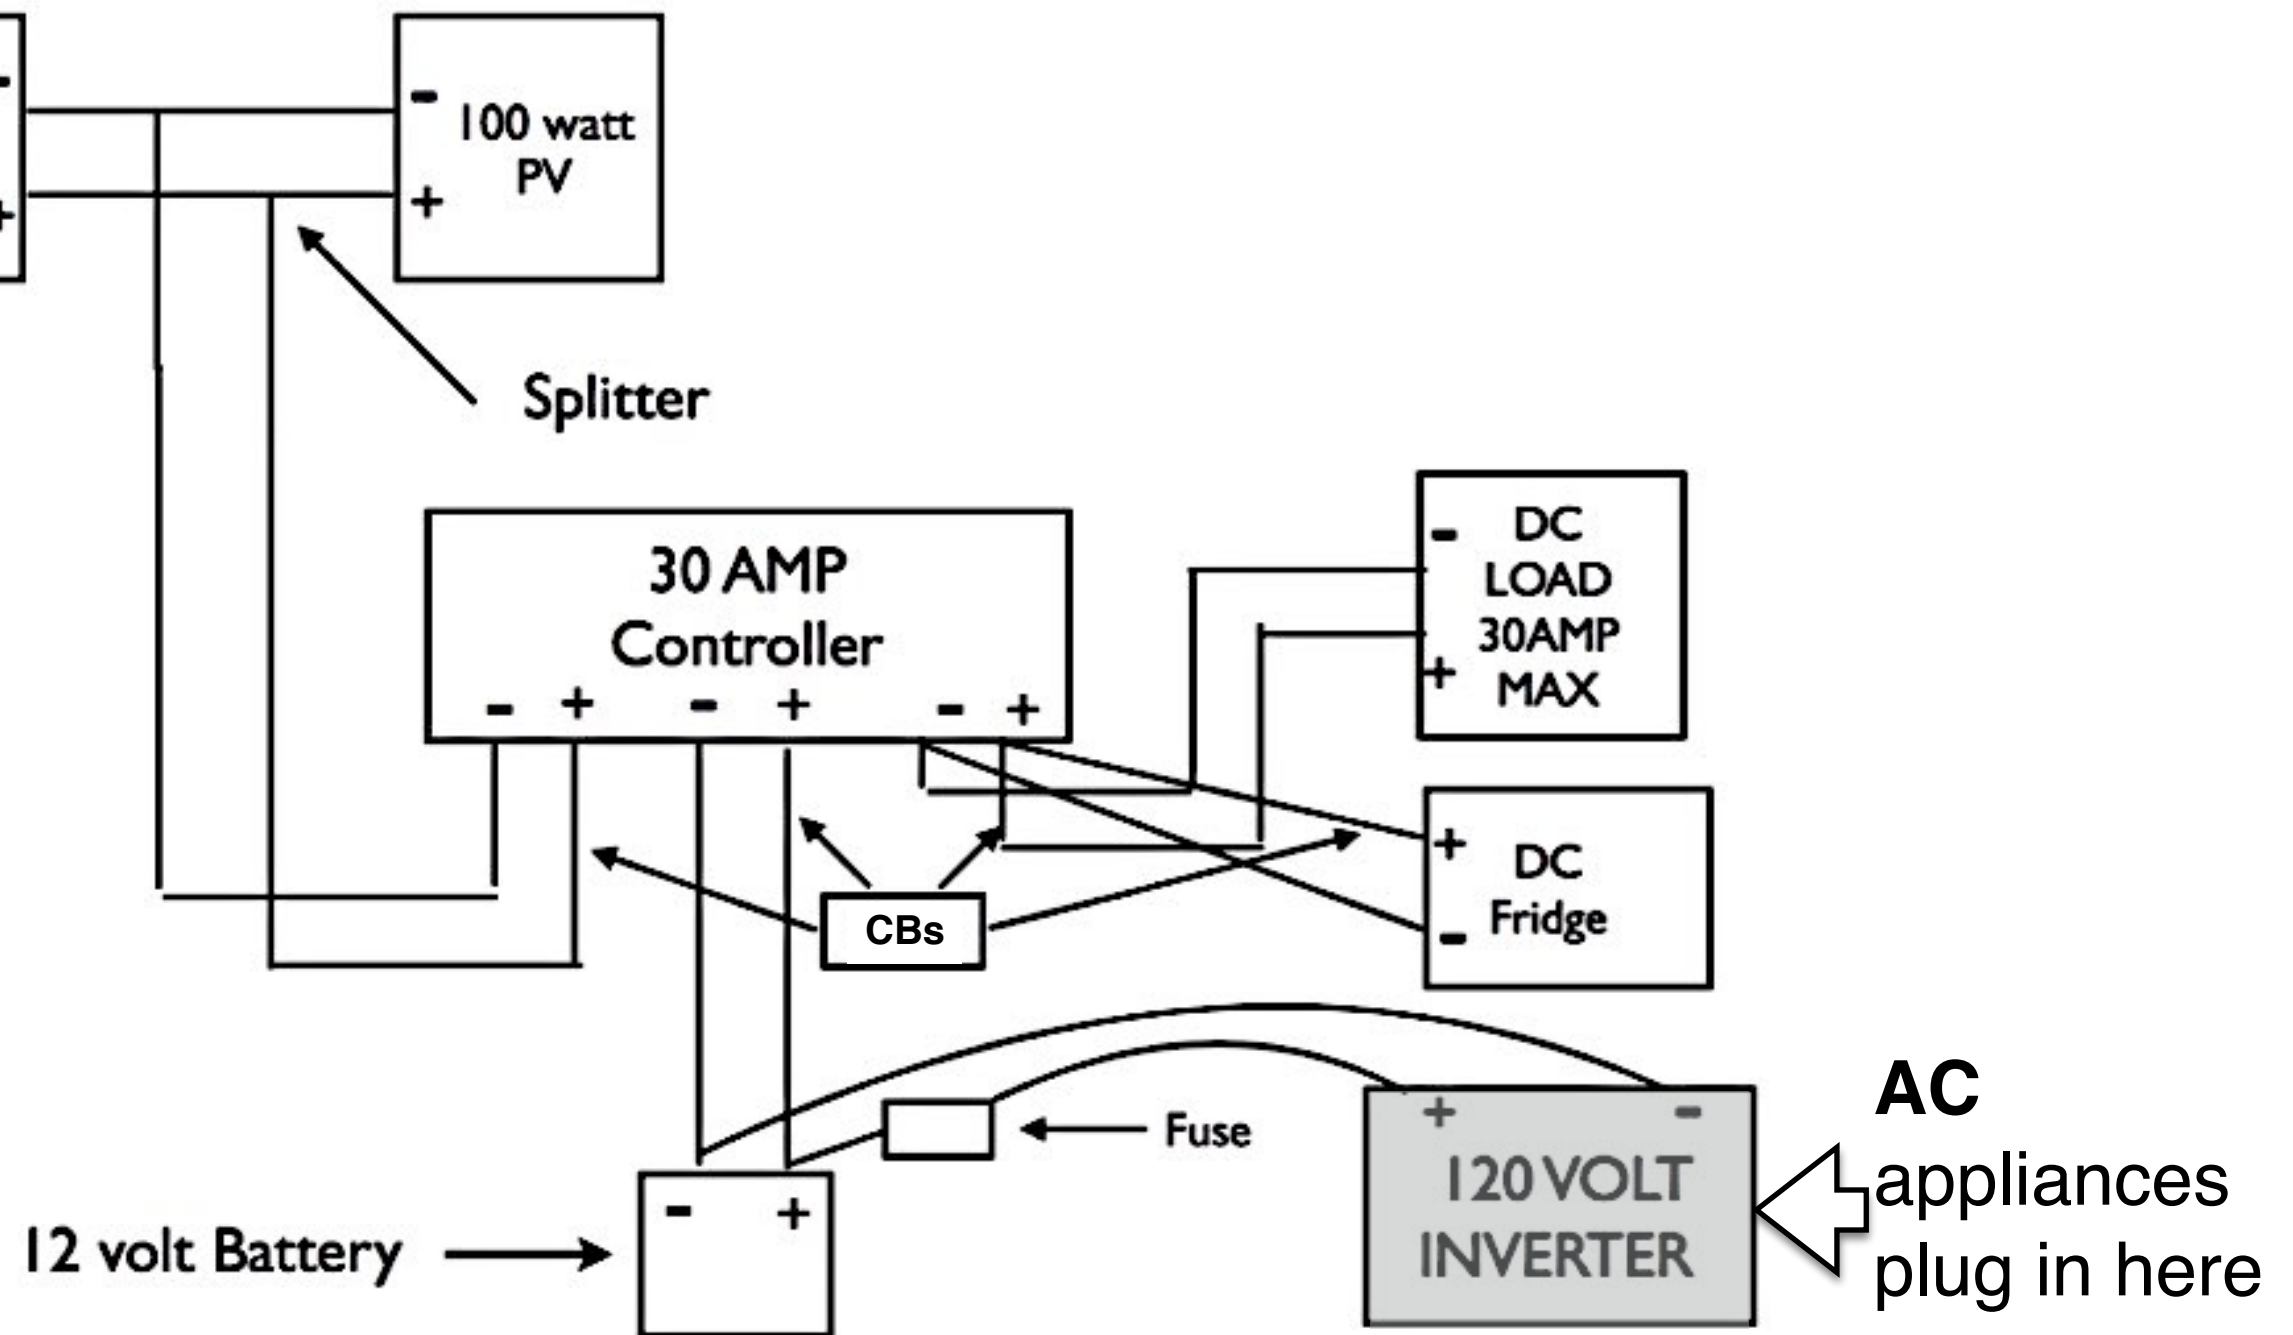 -
+
-
100 watt
PV
+
Splitter
30 AMP
Controller
- + - + - +
-
DC
LOAD
30AMP
MAX
+
+
DC
Fridge
-
CBs
Fuse
12 volt Battery
- +
+ -
120 VOLT
INVERTER
AC
appliances
plug in here